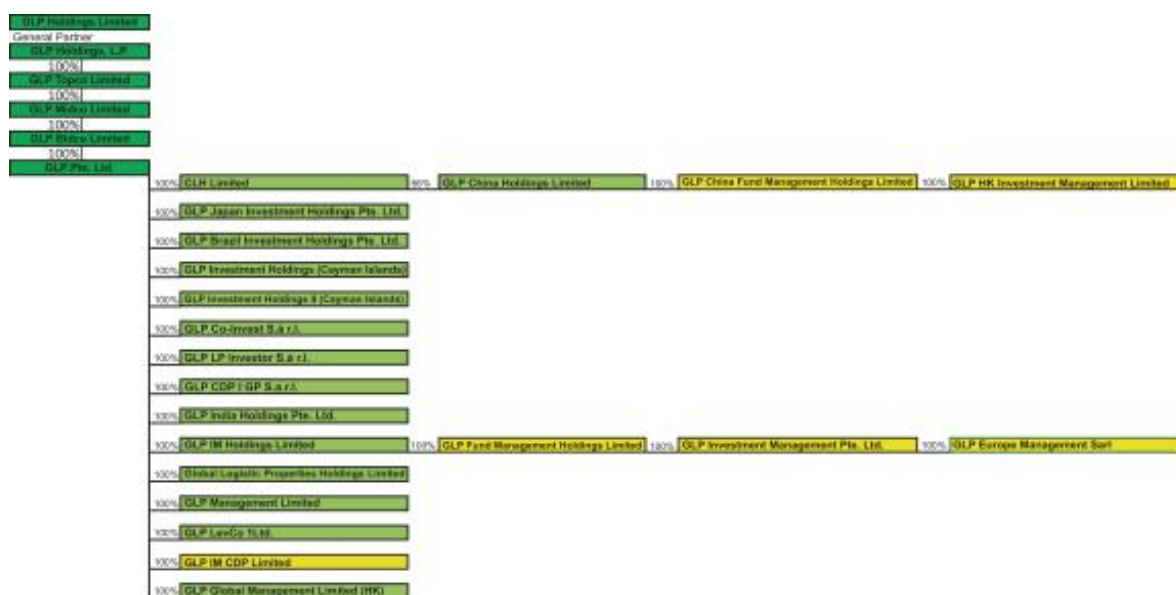 GLP Holdings Limited
General Partner
GLP Holdings, L.P.
100%
GLP Topco Limited
100%
GLP Midco Limited
100%
GLP Bidco Limited
100%
GLP Pte. Ltd.
100% CLH Limited 66% GLP China Holdings Limited 100% GLP China Fund Management Holdings Limited 100% GLP HK Investment Management Limited
100% GLP Japan Investment Holdings Pte. Ltd.
100% GLP Brazil Investment Holdings Pte. Ltd.
100% GLP Investment Holdings (Cayman Islands)
100% GLP Investment Holdings II (Cayman Islands)
100% GLP Co-Invest S.à r.l.
100% GLP LP Investor S.à r.l.
100% GLP CDP I GP S.a.r.l.
100% GLP India Holdings Pte. Ltd.
100% GLP IM Holdings Limited 100% GLP Fund Management Holdings Limited 100% GLP Investment Management Pte. Ltd. 100% GLP Europe Management Sarl
100% Global Logistic Properties Holdings Limited
100% GLP Management Limited
100% GLP LevCo 1Ltd.
100% GLP IM CDP Limited
100% GLP Global Management Limited (HK)